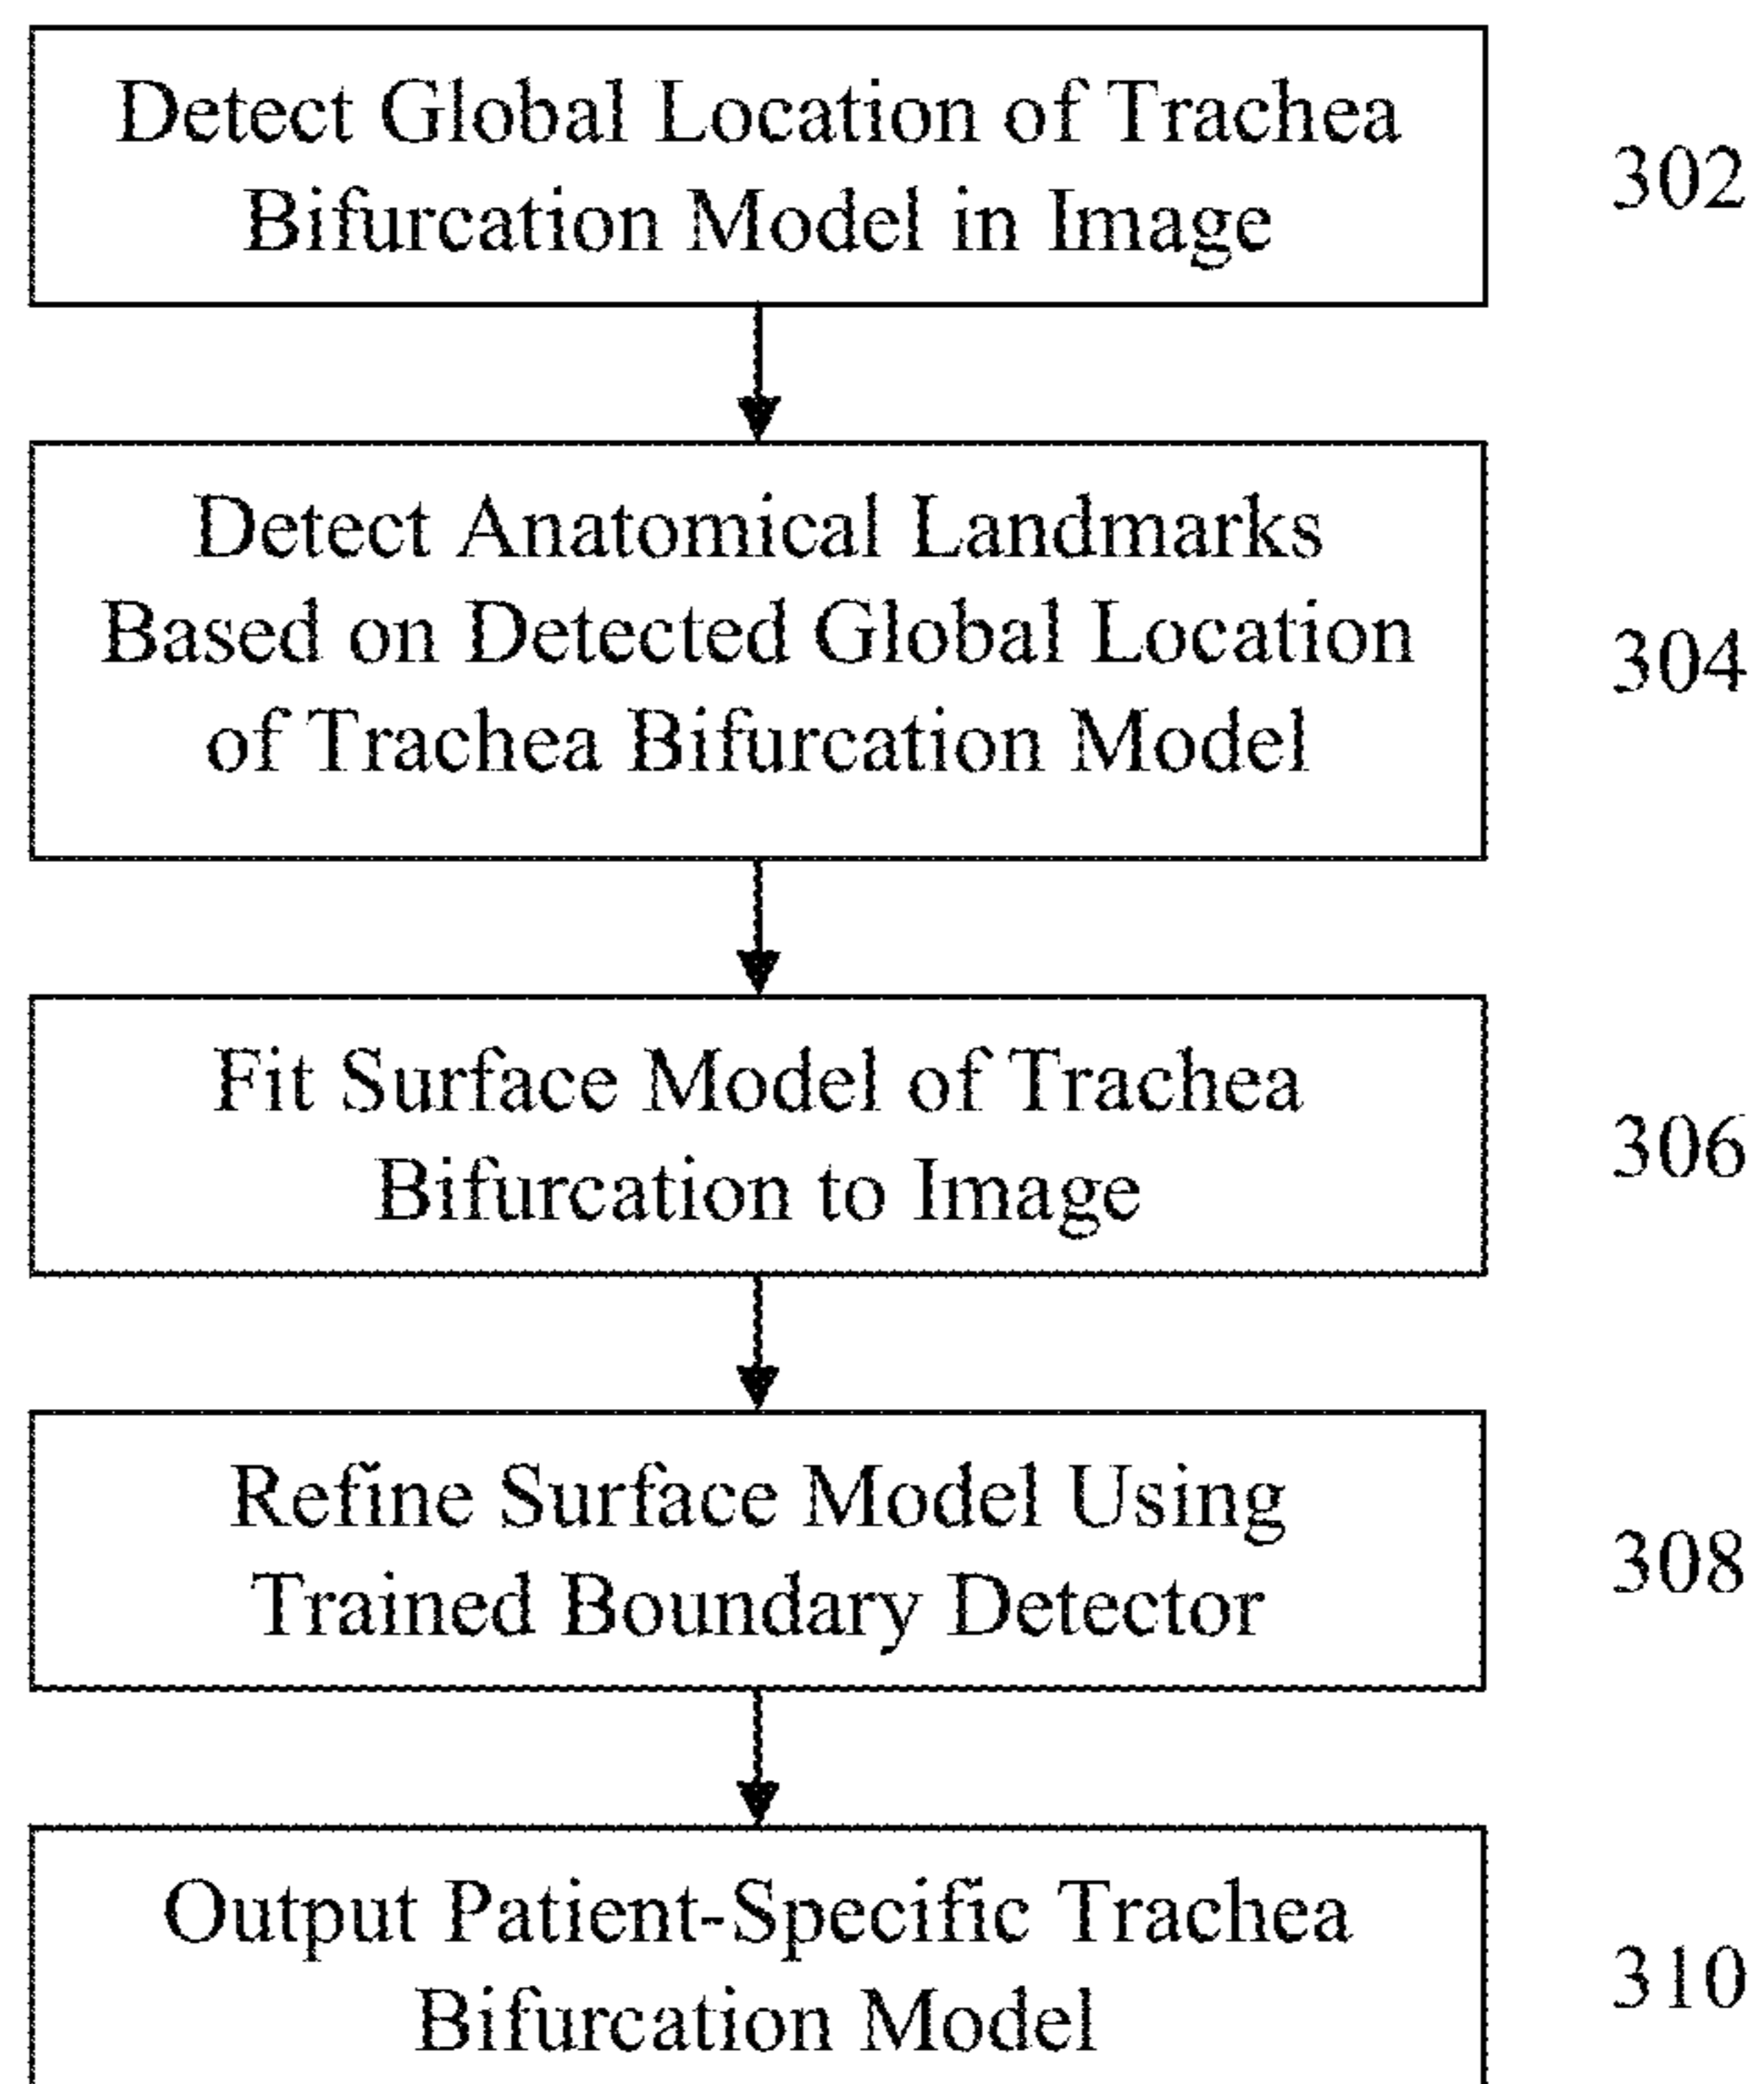 Detect Global Location of Trachea
Bifurcation Model in Image
302
Detect Anatomical Landmarks
Based on Detected Global Location
of Trachea Bifurcation Model
304
Fit Surface Model of Trachea
Bifurcation to Image
306
Refine Surface Model Using
Trained Boundary Detector
308
Output Patient-Specific Trachea
Bifurcation Model
310